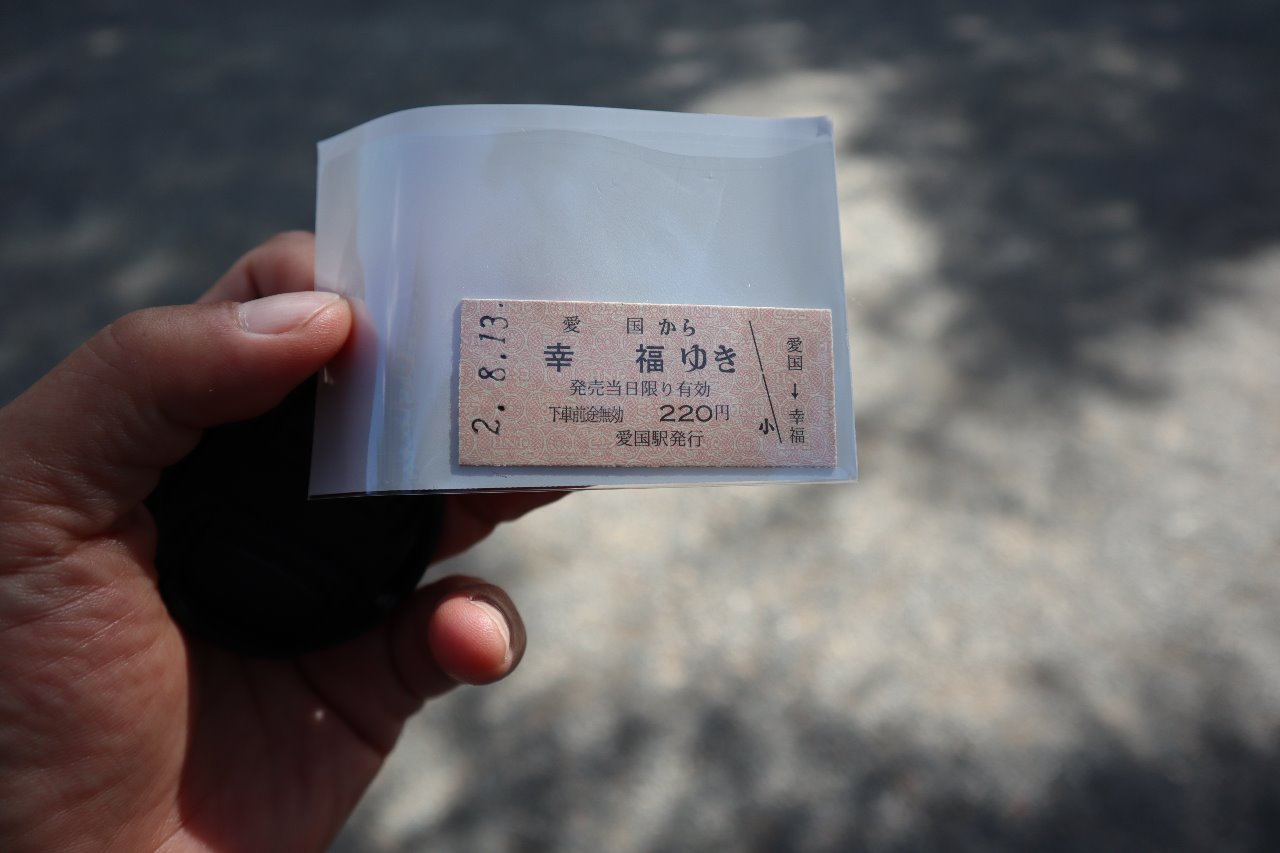 2. 8. 13.
愛 国 から
幸 福 ゆき
発売当日限り有効
下車前途無効 220円
愛国駅発行
小
愛国→幸福